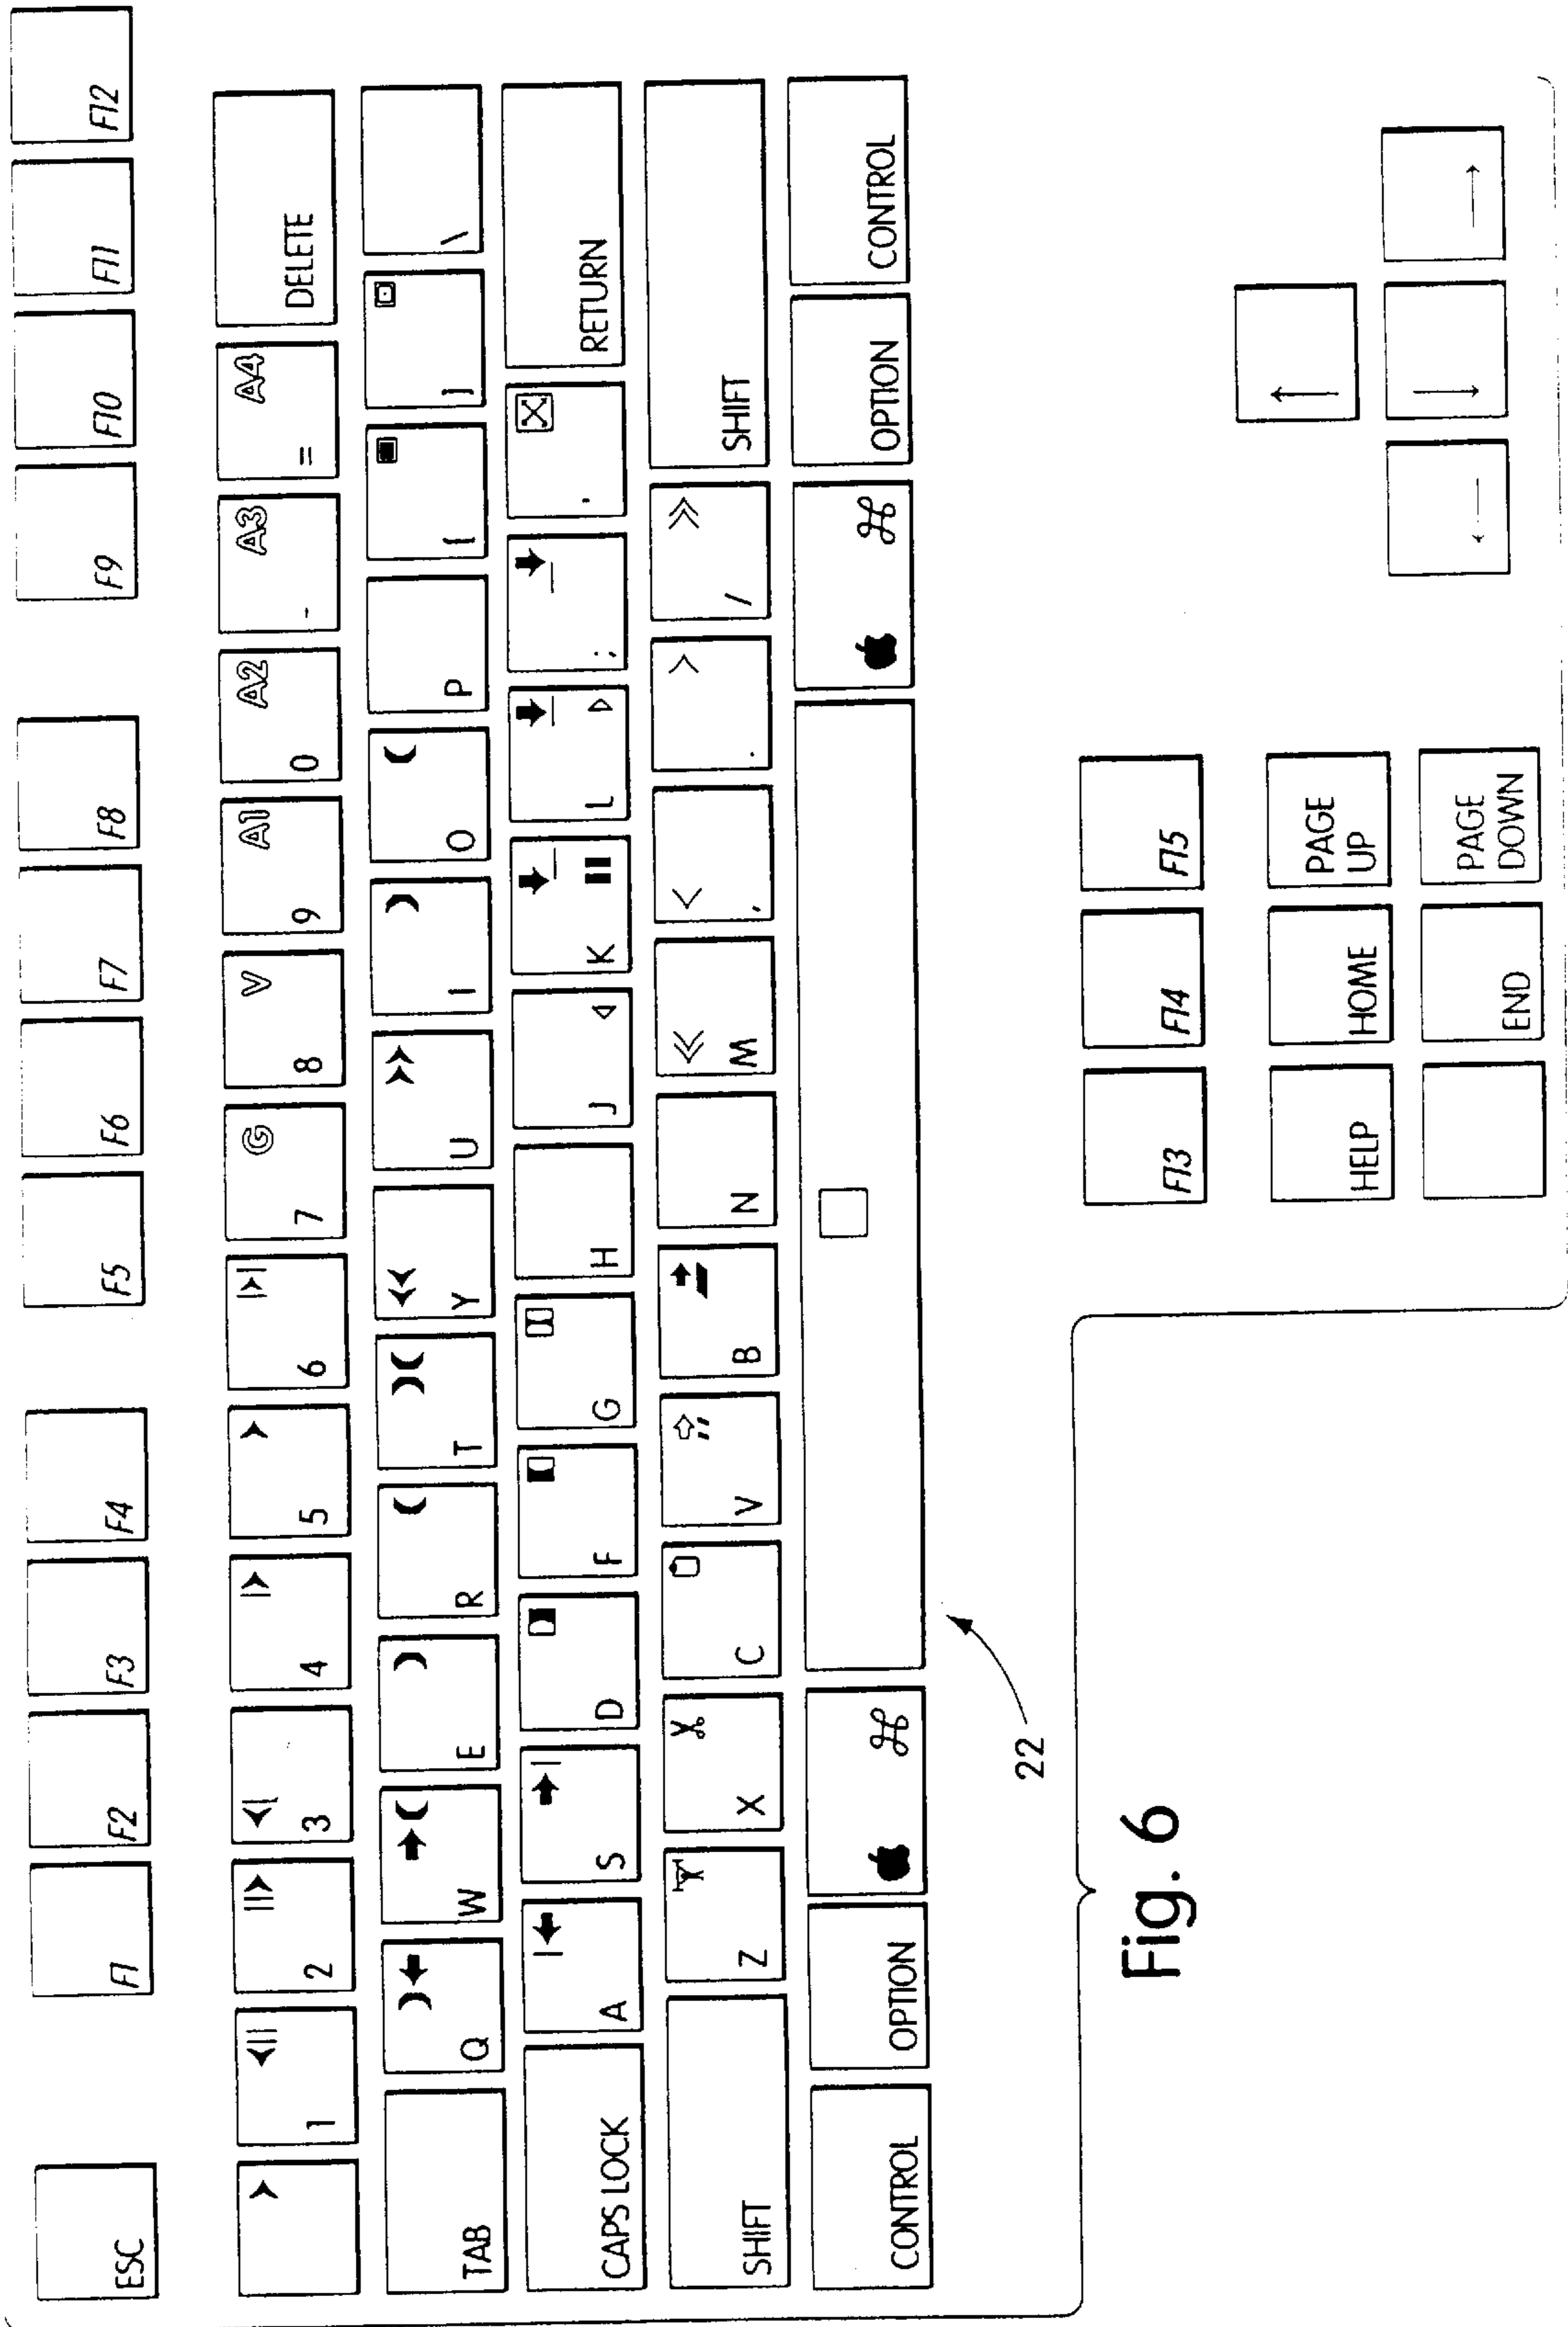 ESC F1 F2 F3 F4 F5 F6 F7 F8 F9 F10 F11 F12
1 2 3 4 5 6 7 G 8 V 9 A1 0 A2 - A3 = A4 DELETE
TAB Q W E R T Y U I O P [ ] \
CAPS LOCK A S D F G H J K L ; ' RETURN
SHIFT Z X C V B N M << , < . > / >> SHIFT
CONTROL OPTION ⌘ ⌘ OPTION CONTROL
22
F13 F14 F15
HELP HOME PAGE UP ↑
END PAGE DOWN ← ↓ →
Fig. 6